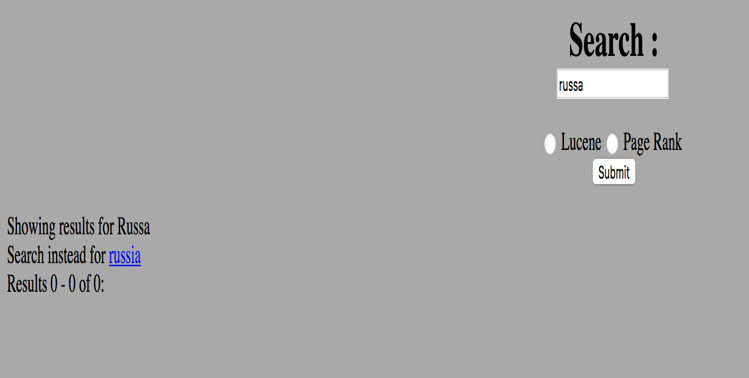 Search :
russa
Lucene Page Rank
Submit
Showing results for Russa
Search instead for russia
Results 0 - 0 of 0: